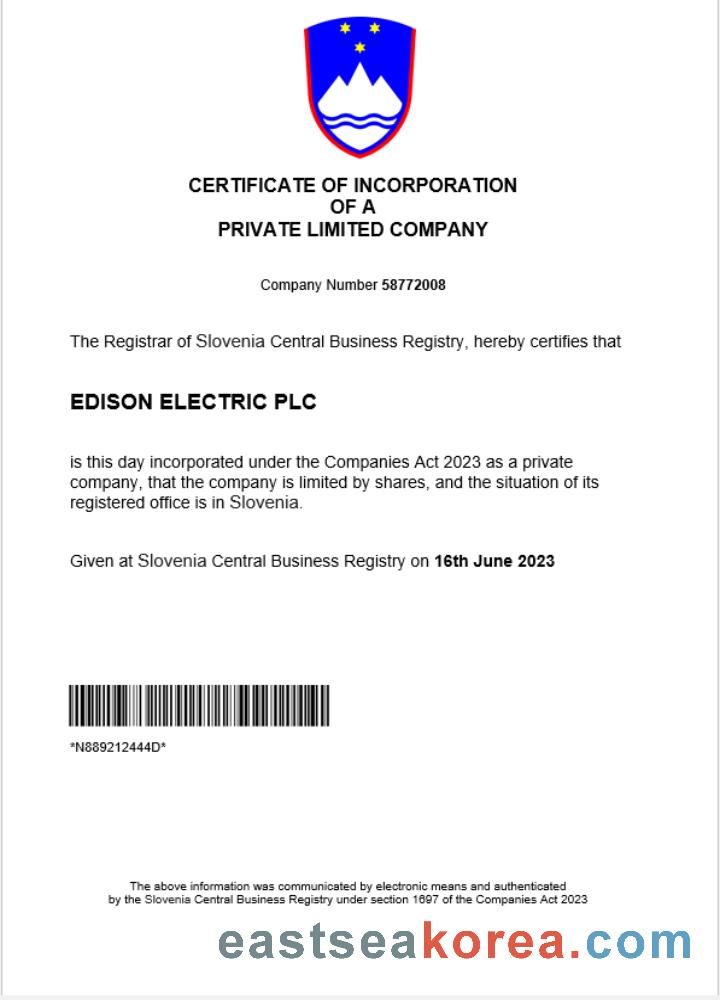 CERTIFICATE OF INCORPORATION
OF A
PRIVATE LIMITED COMPANY
Company Number 58772008
The Registrar of Slovenia Central Business Registry, hereby certifies that
EDISON ELECTRIC PLC
is this day incorporated under the Companies Act 2023 as a private
company, that the company is limited by shares, and the situation of its
registered office is in Slovenia.
Given at Slovenia Central Business Registry on 16th June 2023
*N889212444D*
The above information was communicated by electronic means and authenticated
by the Slovenia Central Business Registry under section 1697 of the Companies Act 2023
eastseakorea.com